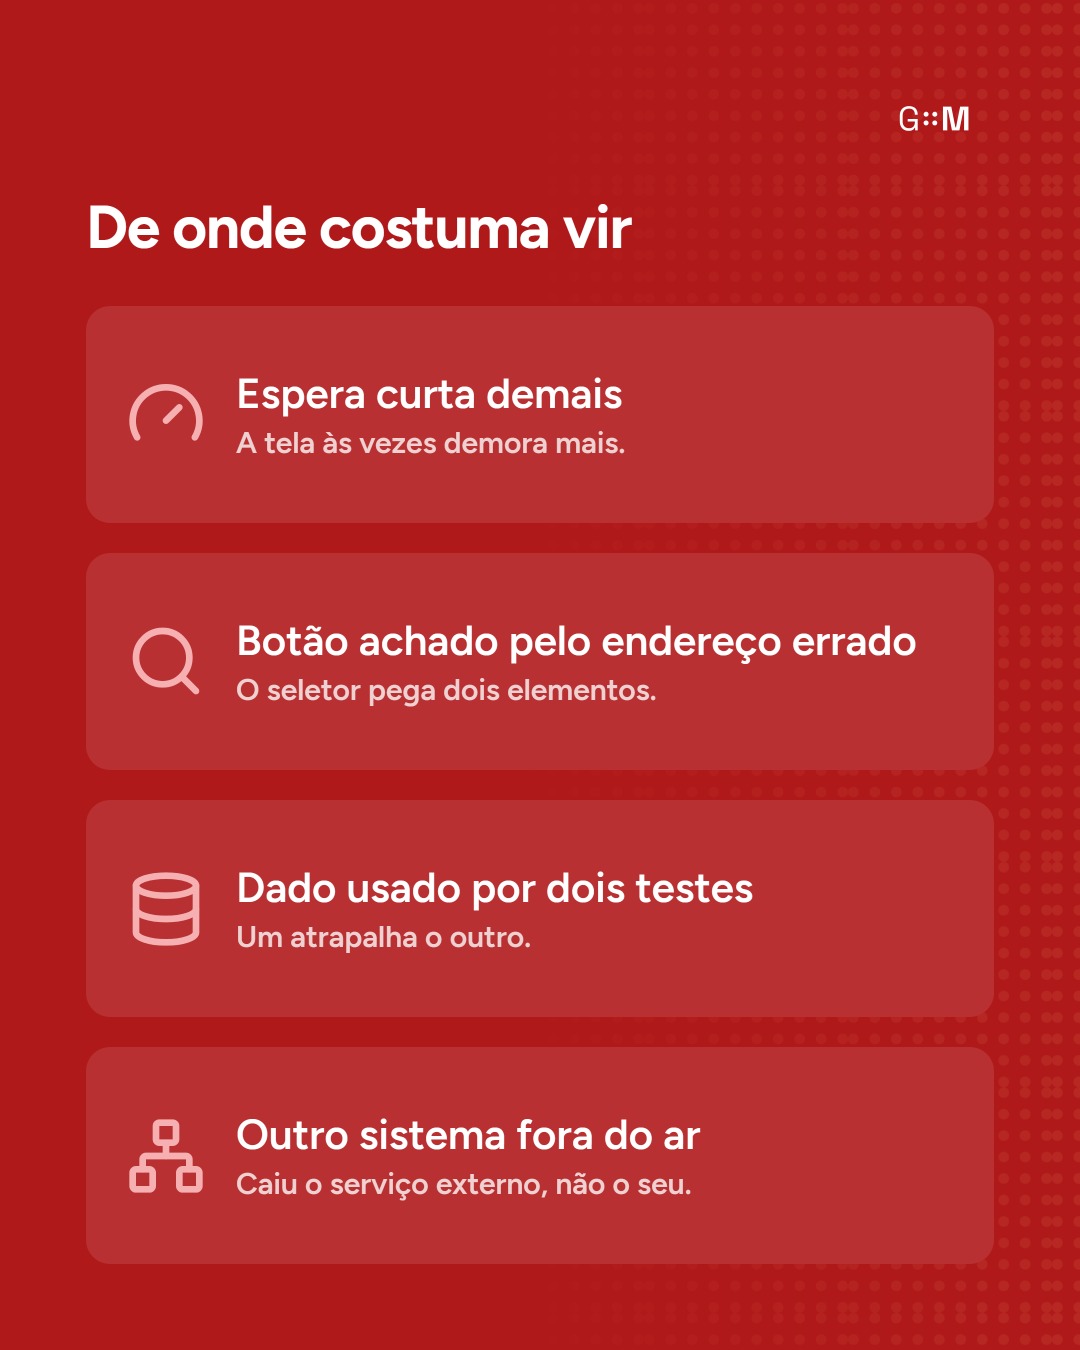 G::M
De onde costuma vir
Espera curta demais
A tela às vezes demora mais.
Botão achado pelo endereço errado
O seletor pega dois elementos.
Dado usado por dois testes
Um atrapalha o outro.
Outro sistema fora do ar
Caiu o serviço externo, não o seu.